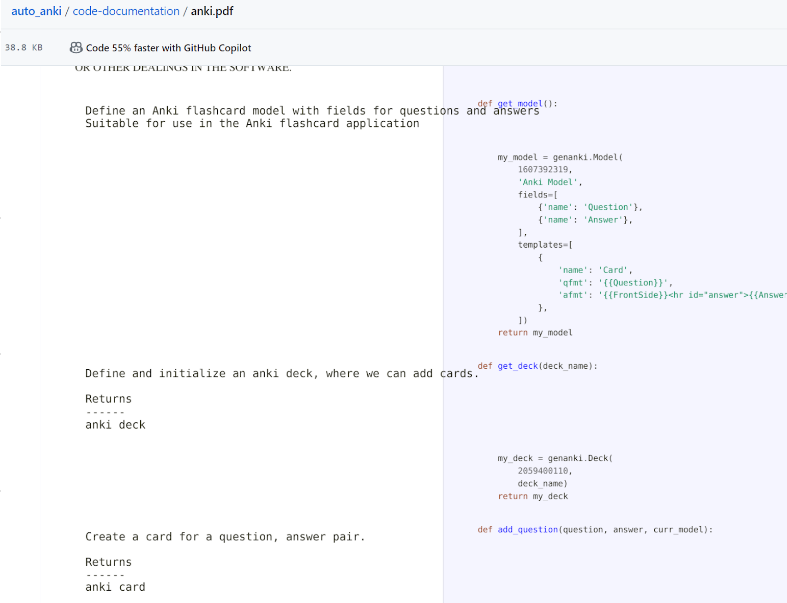 auto_anki / code-documentation / anki.pdf
38.8 KB
Code 55% faster with GitHub Copilot
OR OTHER DEALINGS IN THE SOFTWARE.
def get_model():
Define an Anki flashcard model with fields for questions and answers
Suitable for use in the Anki flashcard application
my_model = genanki.Model(
1607392319,
'Anki Model',
fields=[
{'name': 'Question'},
{'name': 'Answer'},
],
templates=[
{
'name': 'Card',
'qfmt': '{{Question}}',
'afmt': '{{FrontSide}}<hr id="answer">{{Answer
},
])
return my_model
def get_deck(deck_name):
Define and initialize an anki deck, where we can add cards.
Returns
------
anki deck
my_deck = genanki.Deck(
2059400110,
deck_name)
return my_deck
def add_question(question, answer, curr_model):
Create a card for a question, answer pair.
Returns
------
anki card